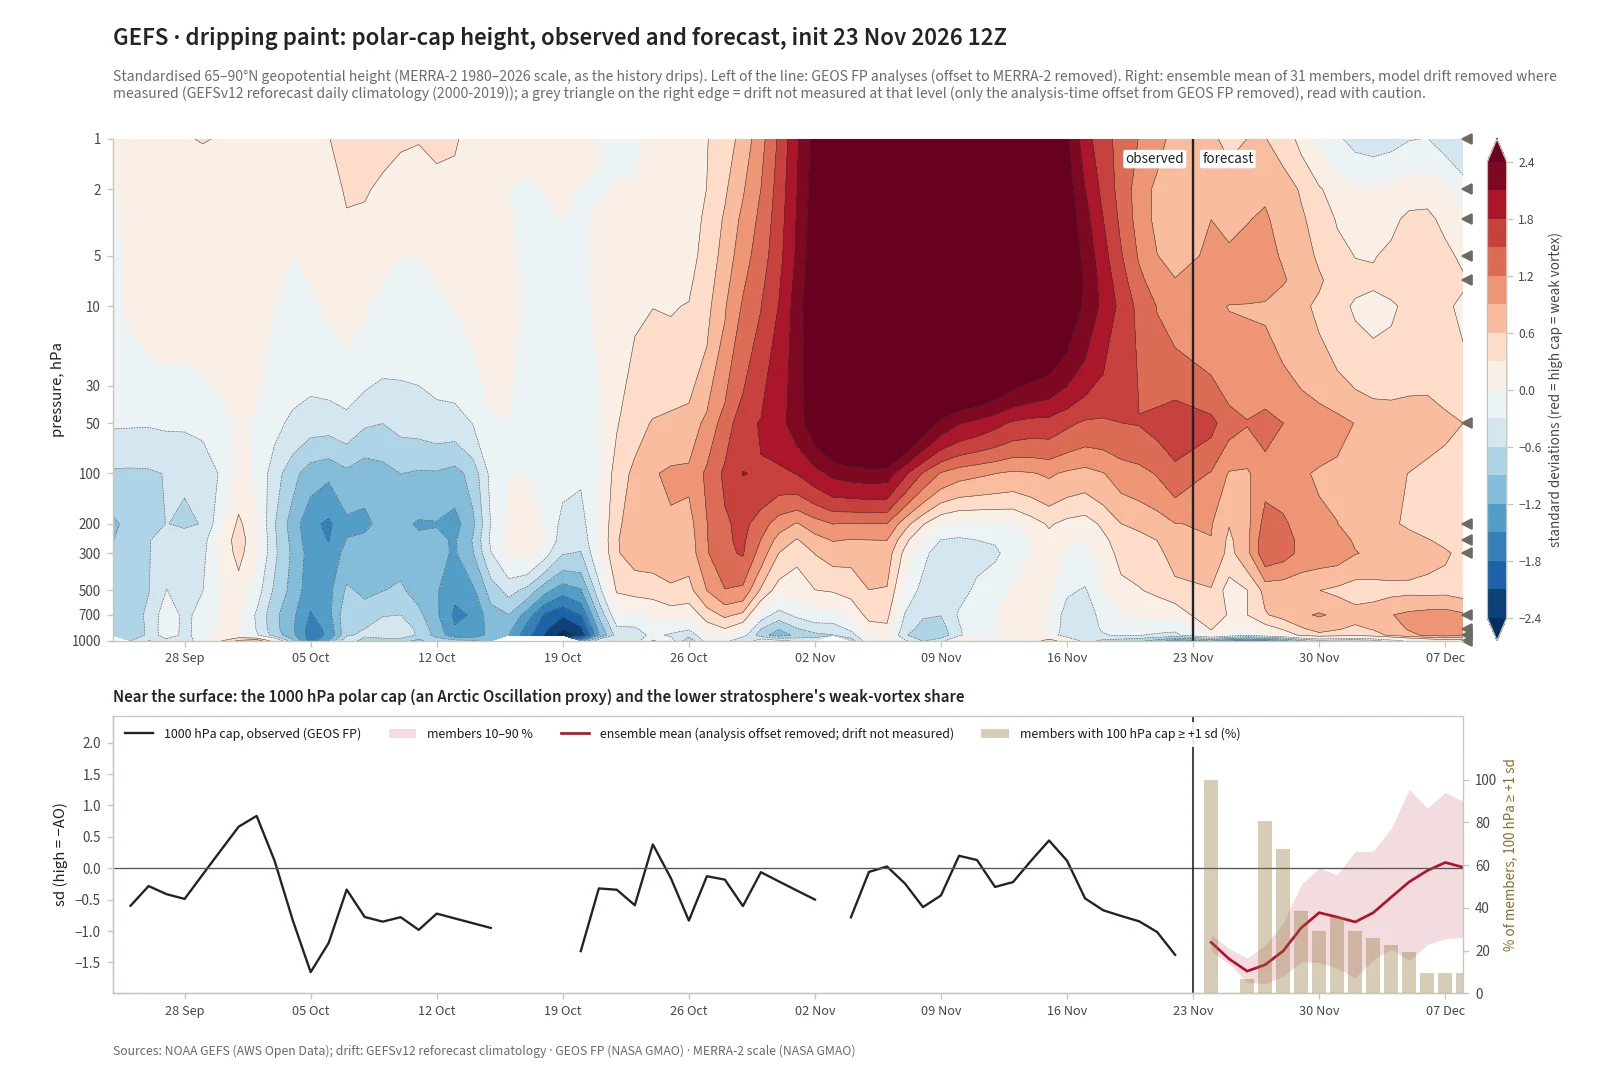 GEFS · dripping paint: polar-cap height, observed and forecast, init 23 Nov 2026 12Z
Standardised 65–90°N geopotential height (MERRA-2 1980–2026 scale, as the history drips). Left of the line: GEOS FP analyses (offset to MERRA-2 removed). Right: ensemble mean of 31 members, model drift removed where
measured (GEFSv12 reforecast daily climatology (2000-2019)); a grey triangle on the right edge = drift not measured at that level (only the analysis-time offset from GEOS FP removed), read with caution.
pressure, hPa
1
2
5
10
30
50
100
200
300
500
700
1000
observed
forecast
28 Sep
05 Oct
12 Oct
19 Oct
26 Oct
02 Nov
09 Nov
16 Nov
23 Nov
30 Nov
07 Dec
2.4
1.8
1.2
0.6
0.0
−0.6
−1.2
−1.8
−2.4
standard deviations (red = high cap = weak vortex)
Near the surface: the 1000 hPa polar cap (an Arctic Oscillation proxy) and the lower stratosphere's weak-vortex share
1000 hPa cap, observed (GEOS FP)
members 10–90 %
ensemble mean (analysis offset removed; drift not measured)
members with 100 hPa cap ≥ +1 sd (%)
sd (high = −AO)
2.0
1.5
1.0
0.5
0.0
−0.5
−1.0
−1.5
100
80
60
40
20
0
% of members, 100 hPa ≥ +1 sd
28 Sep
05 Oct
12 Oct
19 Oct
26 Oct
02 Nov
09 Nov
16 Nov
23 Nov
30 Nov
07 Dec
Sources: NOAA GEFS (AWS Open Data); drift: GEFSv12 reforecast climatology · GEOS FP (NASA GMAO) · MERRA-2 scale (NASA GMAO)